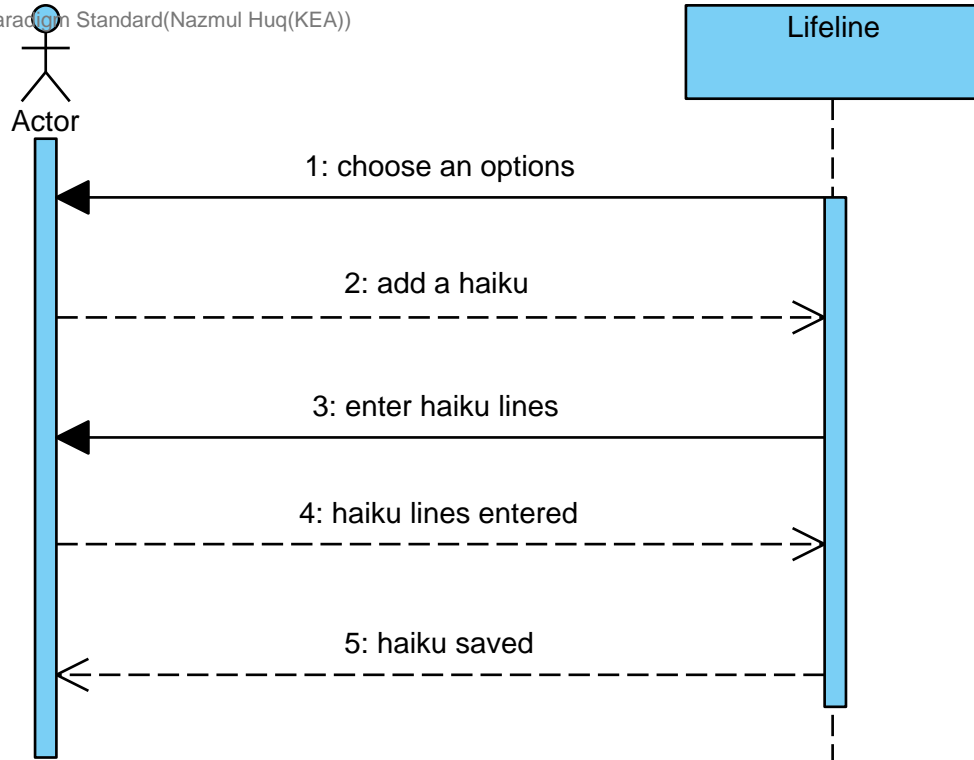 aradigm Standard(Nazmul Huq(KEA))
Lifeline
Actor
1: choose an options
2: add a haiku
3: enter haiku lines
4: haiku lines entered
5: haiku saved